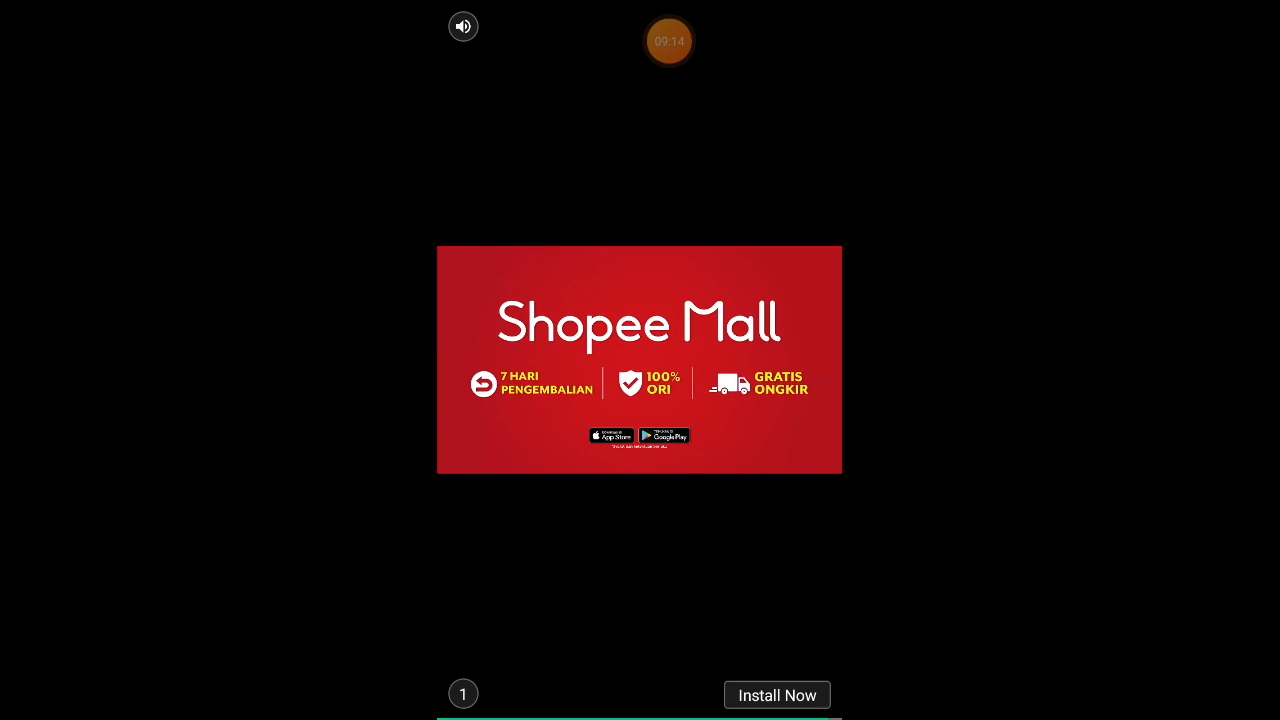 09:14
Shopee Mall
7 HARI
PENGEMBALIAN
100%
ORI
GRATIS
ONGKIR
App Store
Google Play
1
Install Now